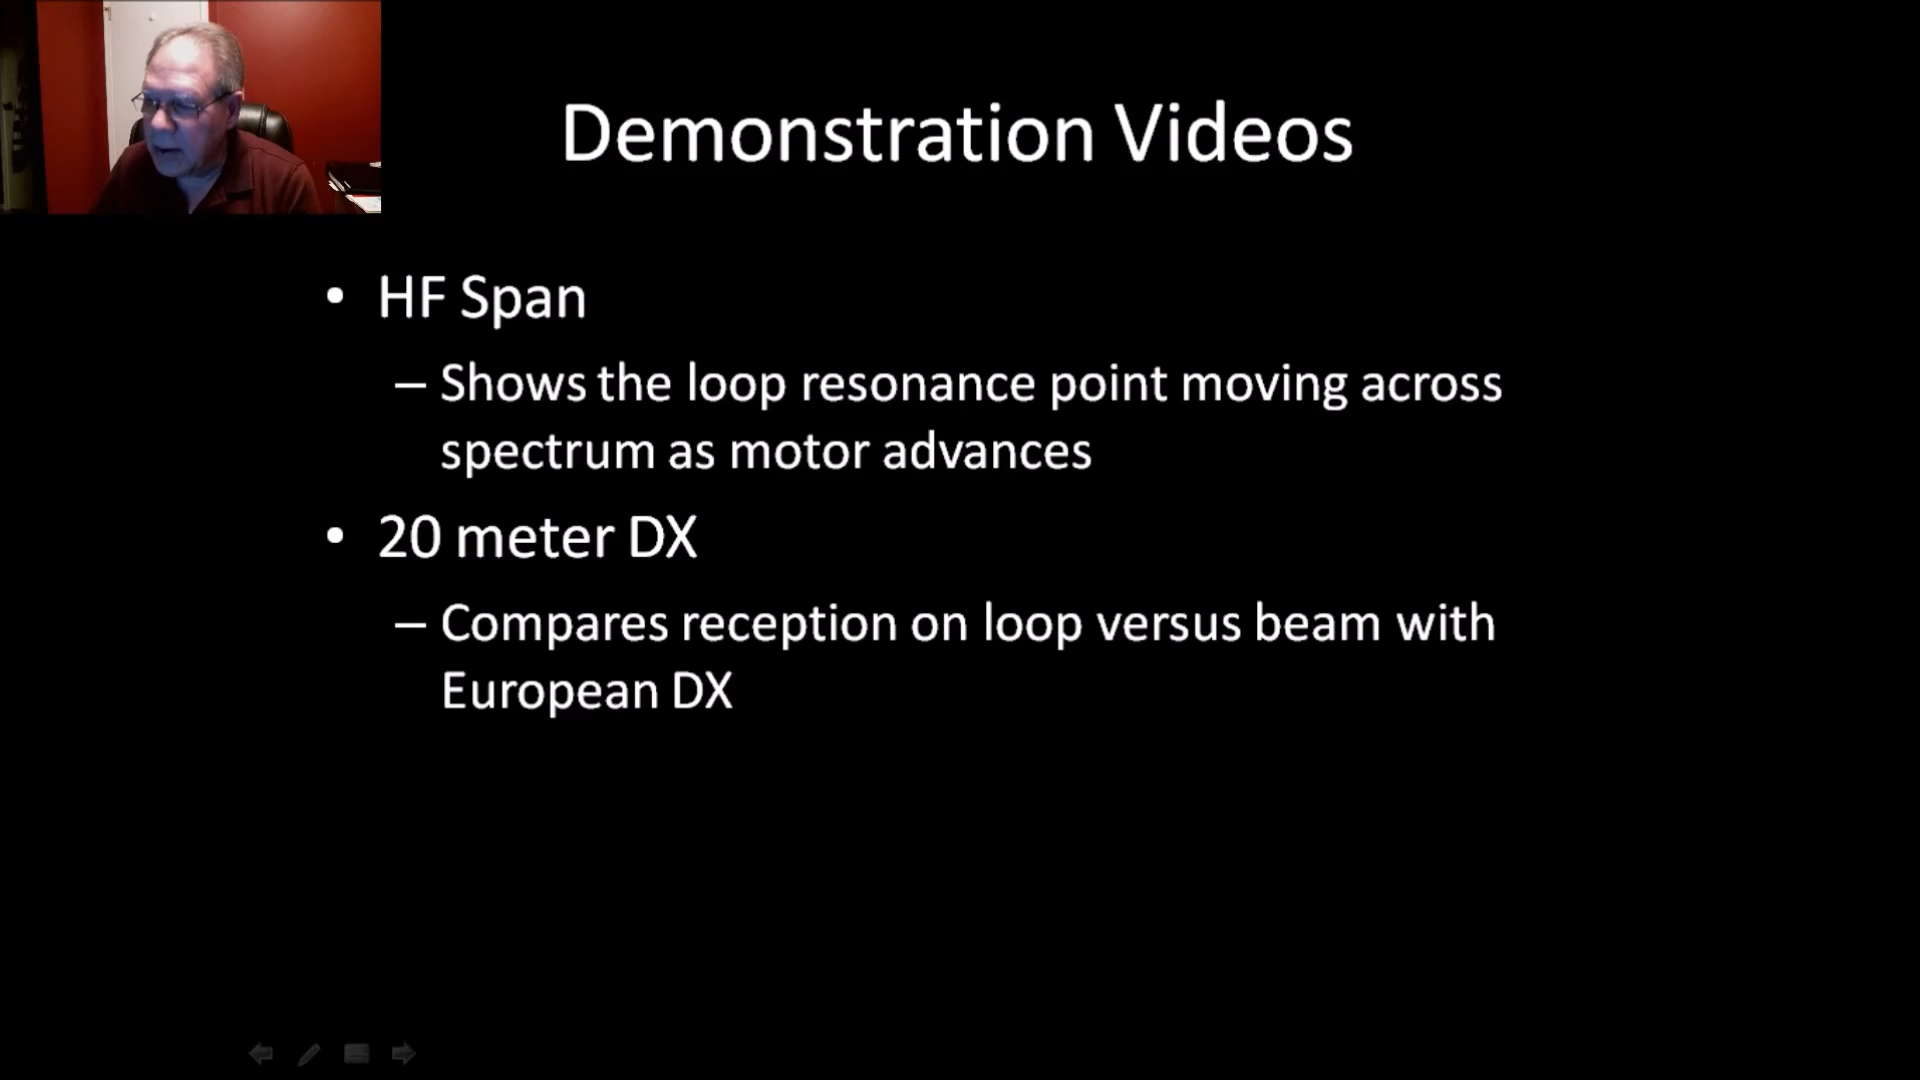 Demonstration Videos
• HF Span
– Shows the loop resonance point moving across
spectrum as motor advances
• 20 meter DX
– Compares reception on loop versus beam with
European DX